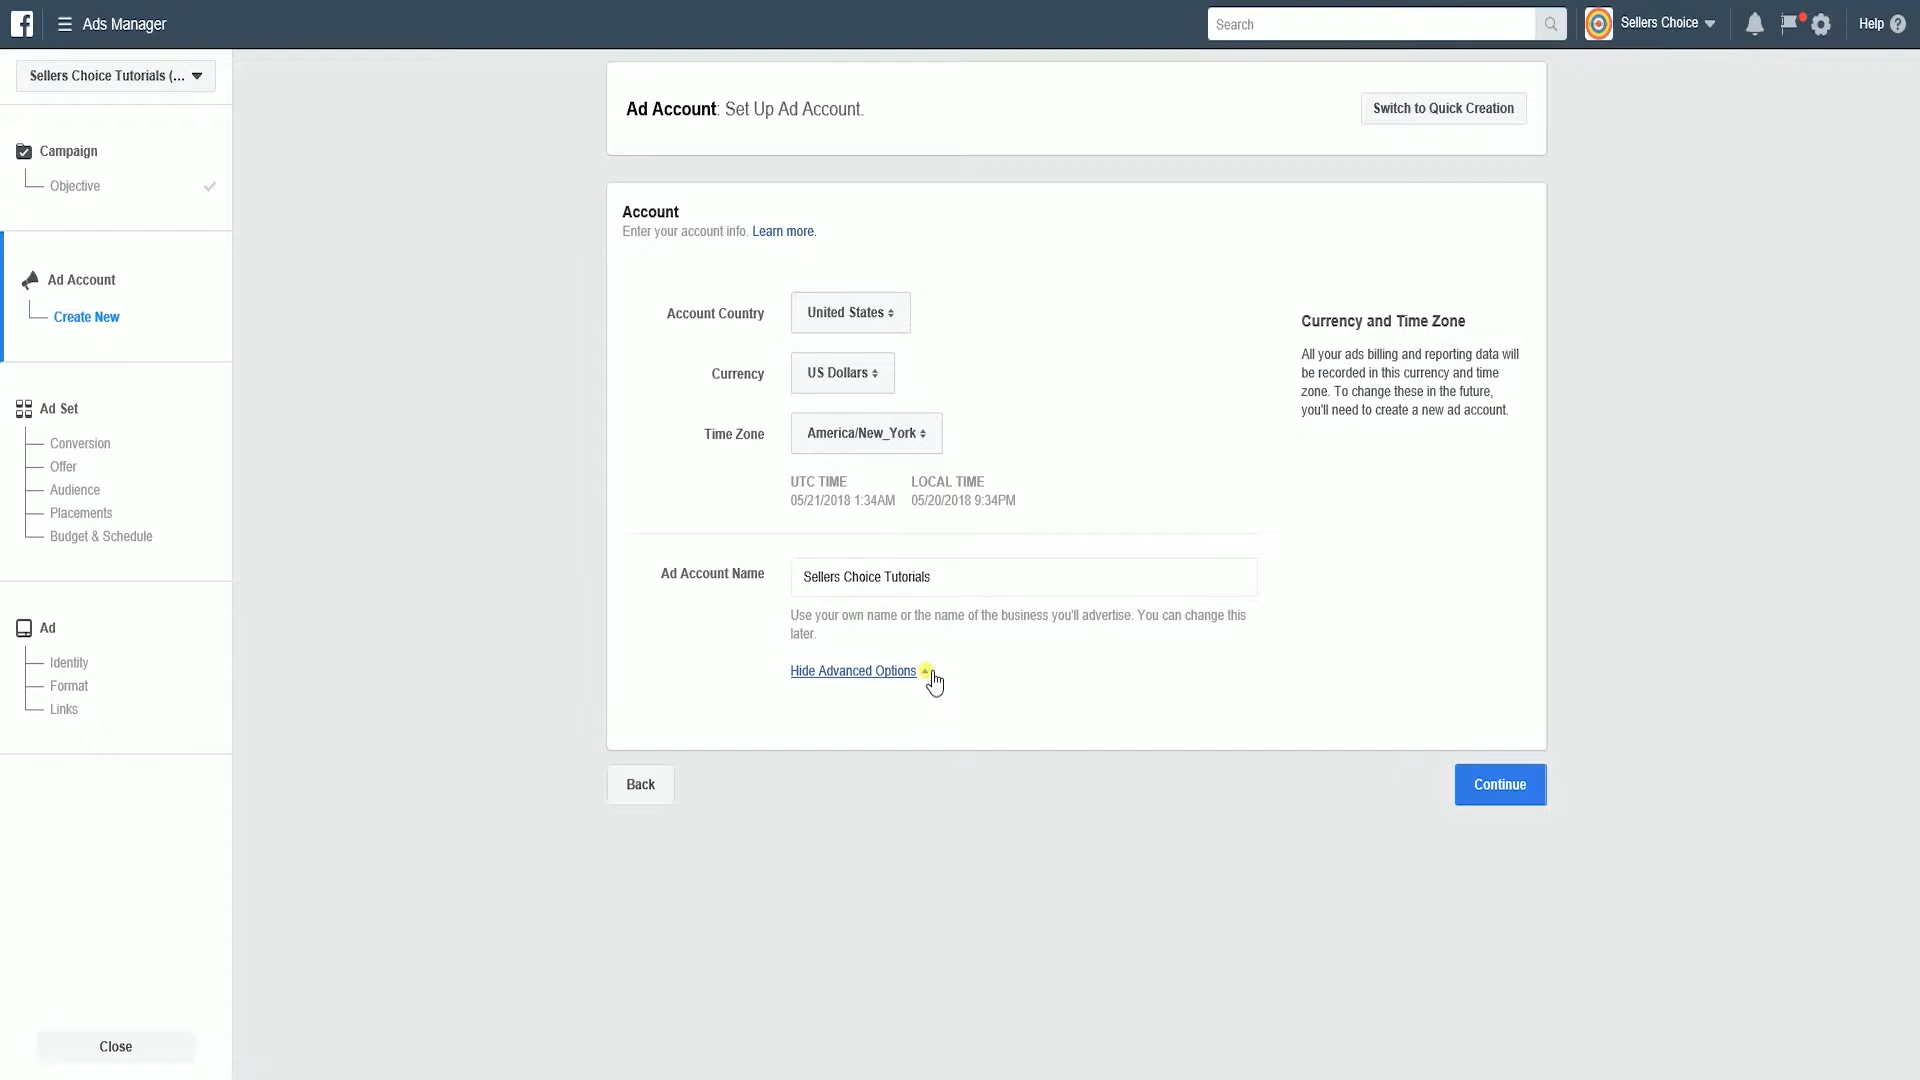 Ads Manager
Search
Sellers Choice
Help
Sellers Choice Tutorials (...
Campaign
Objective
Ad Account
Create New
Ad Set
Conversion
Offer
Audience
Placements
Budget & Schedule
Ad
Identity
Format
Links
Close
Ad Account: Set Up Ad Account.
Switch to Quick Creation
Account
Enter your account info. Learn more.
Account Country
United States
Currency
US Dollars
Time Zone
America/New_York
UTC TIME LOCAL TIME
05/21/2018 1:34AM 05/20/2018 9:34PM
Currency and Time Zone
All your ads billing and reporting data will
be recorded in this currency and time
zone. To change these in the future,
you'll need to create a new ad account.
Ad Account Name
Sellers Choice Tutorials
Use your own name or the name of the business you'll advertise. You can change this
later.
Hide Advanced Options
Back
Continue